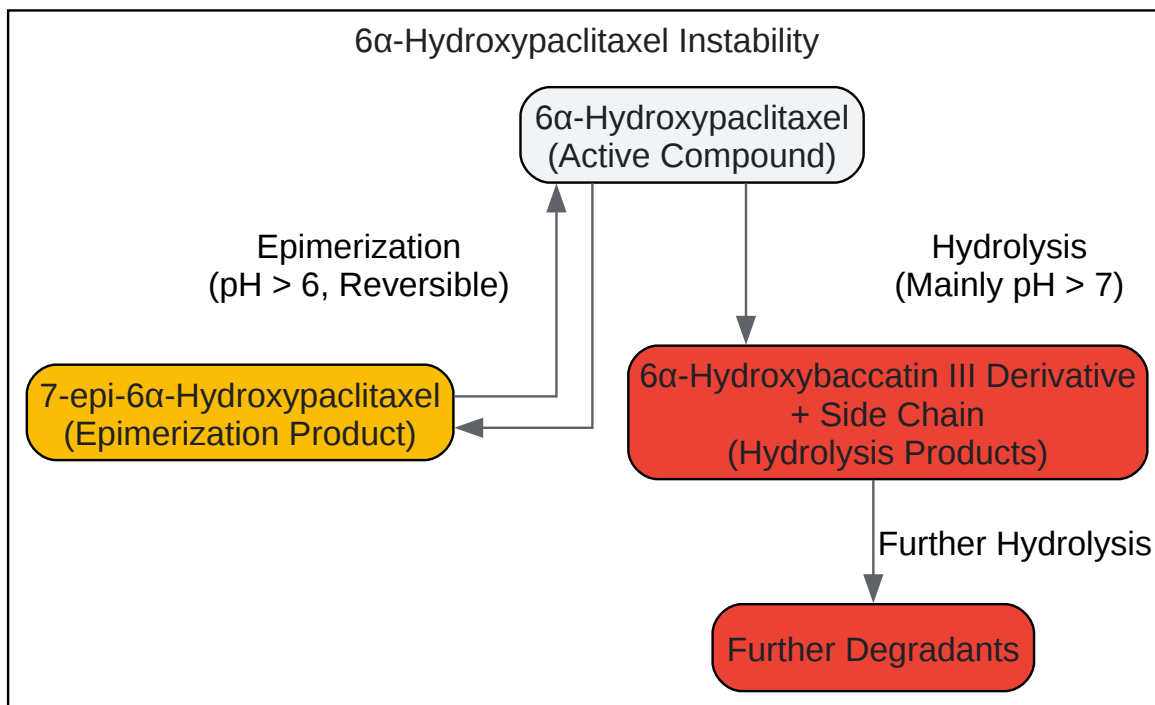 6α-Hydroxypaclitaxel Instability
6α-Hydroxypaclitaxel
(Active Compound)
Epimerization
(pH > 6, Reversible)
Hydrolysis
(Mainly pH > 7)
7-epi-6α-Hydroxypaclitaxel
(Epimerization Product)
6α-Hydroxybaccatin III Derivative
+ Side Chain
(Hydrolysis Products)
Further Hydrolysis
Further Degradants